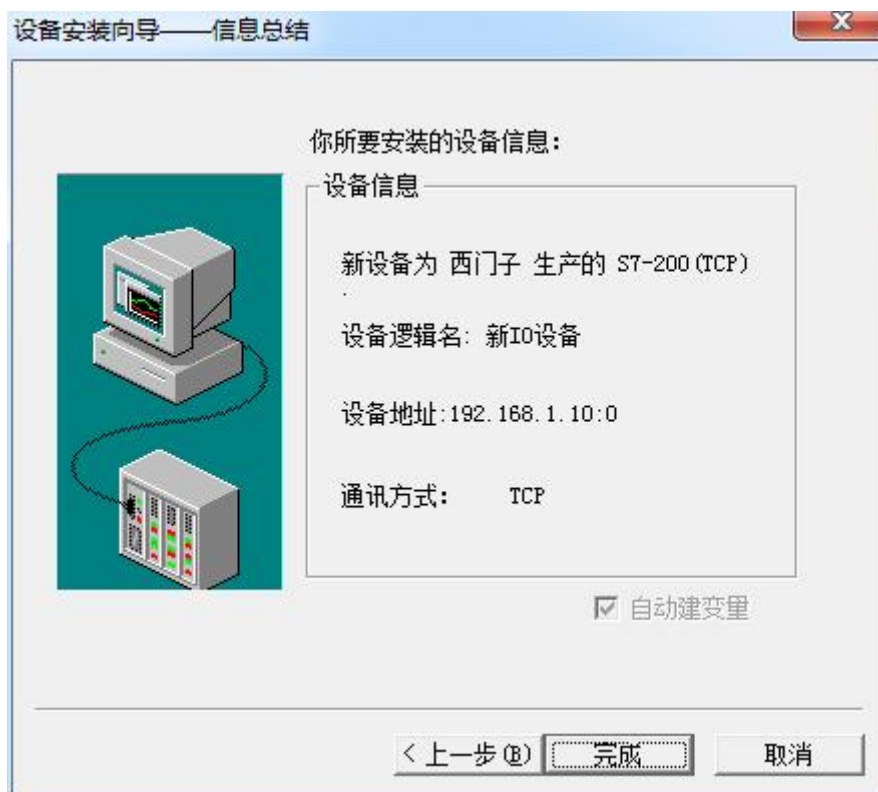 设备安装向导——信息总结
你所要安装的设备信息:
设备信息
新设备为 西门子 生产的 S7-200(TCP)
.
设备逻辑名: 新IO设备
设备地址:192.168.1.10:0
通讯方式: TCP
自动建变量
< 上一步(B) 完成 取消